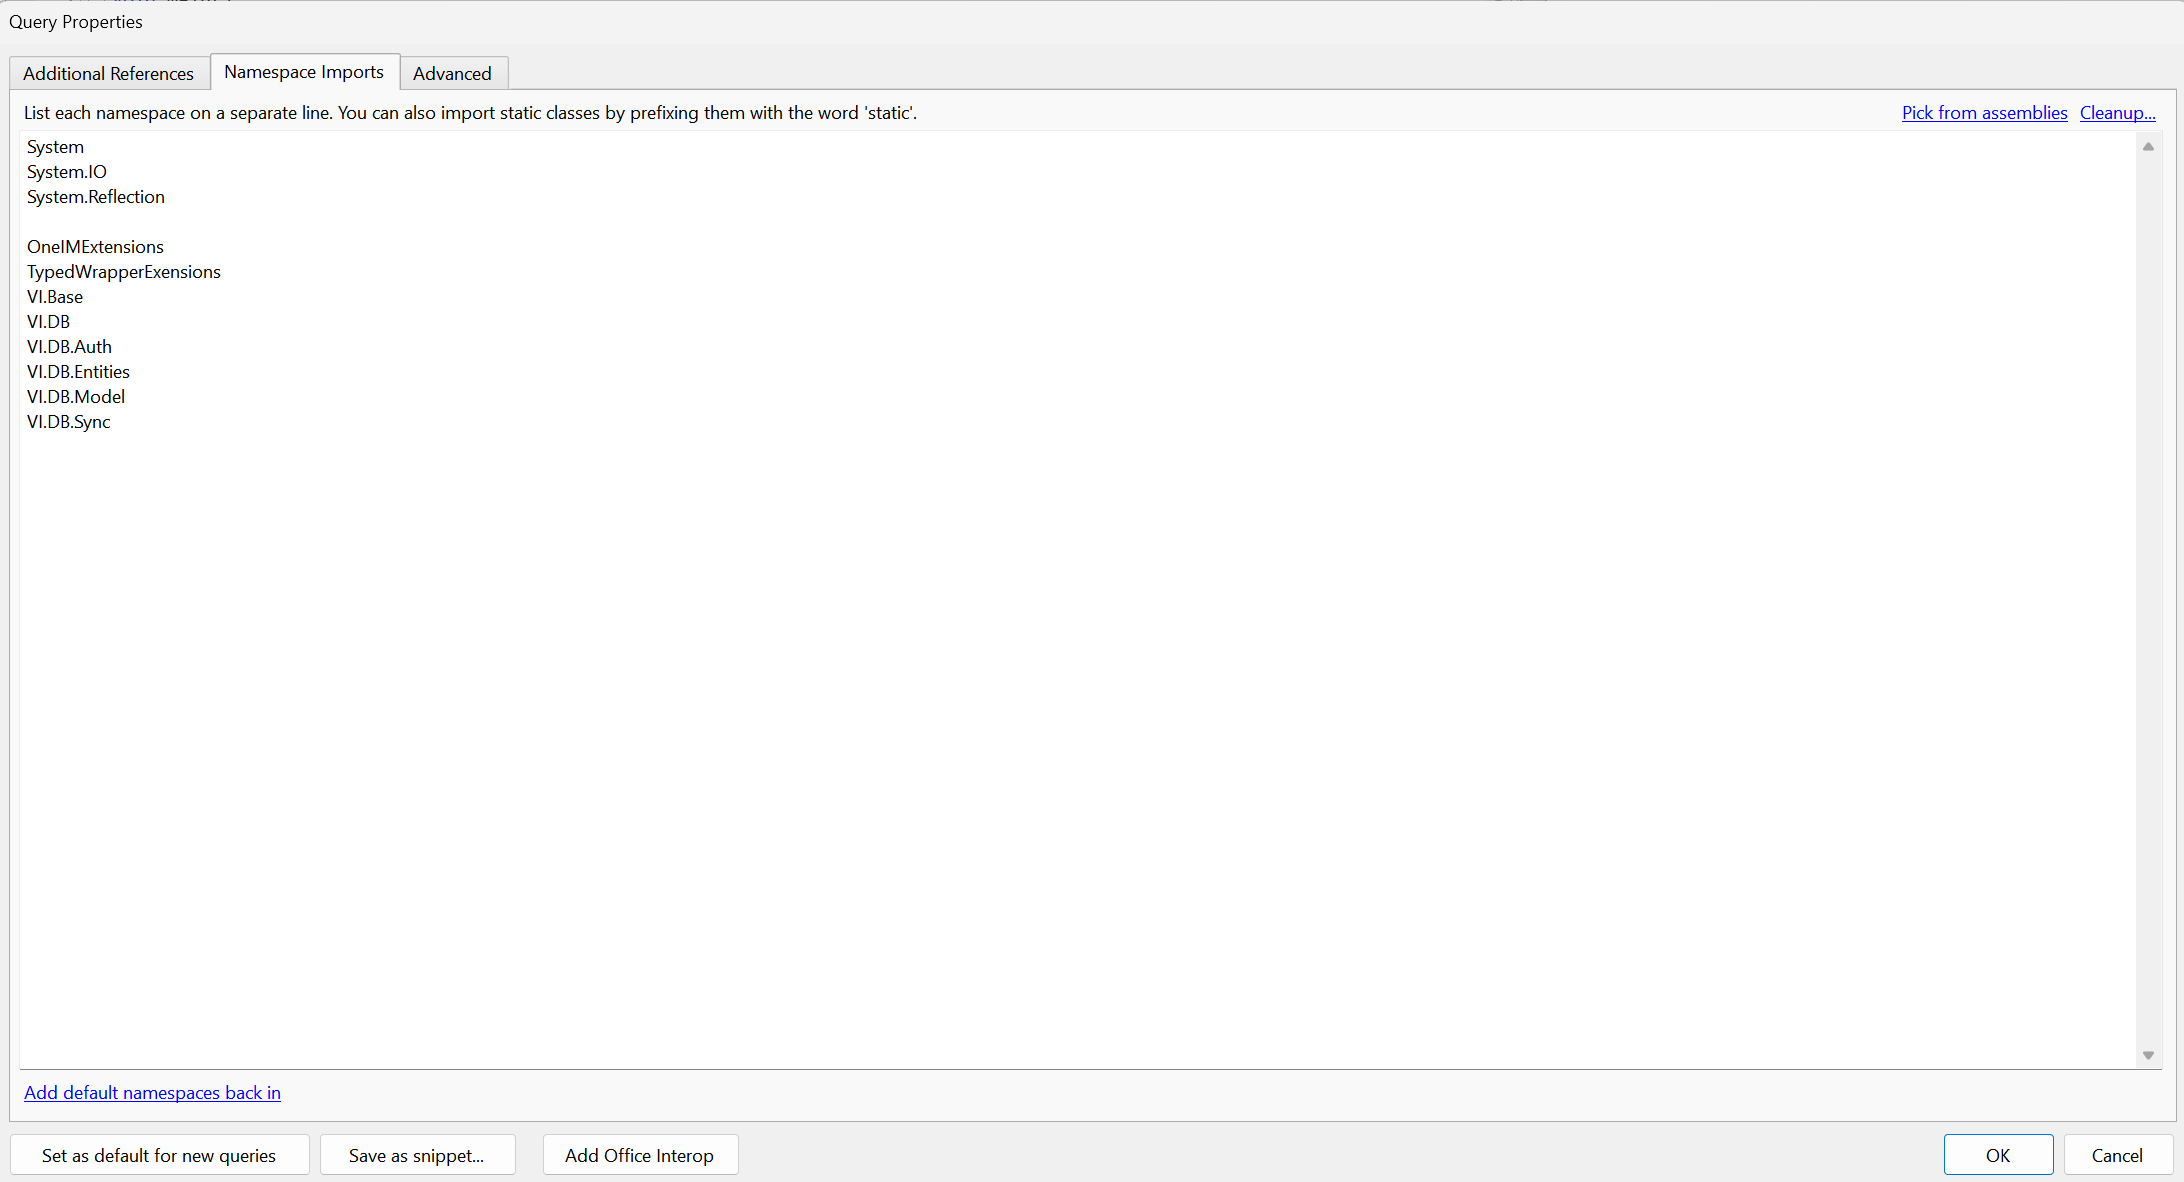 Query Properties
Additional References
Namespace Imports
Advanced
List each namespace on a separate line. You can also import static classes by prefixing them with the word 'static'.
Pick from assemblies
Cleanup...
System
System.IO
System.Reflection
OneIMExtensions
TypedWrapperExensions
VI.Base
VI.DB
VI.DB.Auth
VI.DB.Entities
VI.DB.Model
VI.DB.Sync
Add default namespaces back in
Set as default for new queries
Save as snippet...
Add Office Interop
OK
Cancel